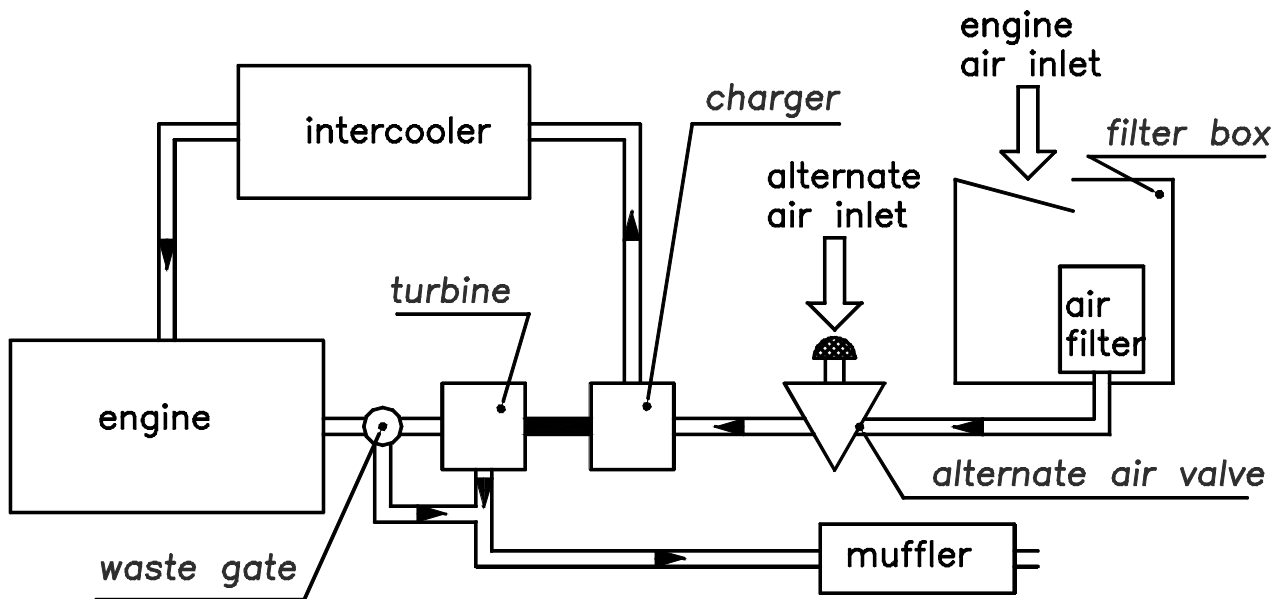 engine
air inlet
charger
filter box
intercooler
alternate
air inlet
turbine
air
filter
engine
alternate air valve
muffler
waste gate